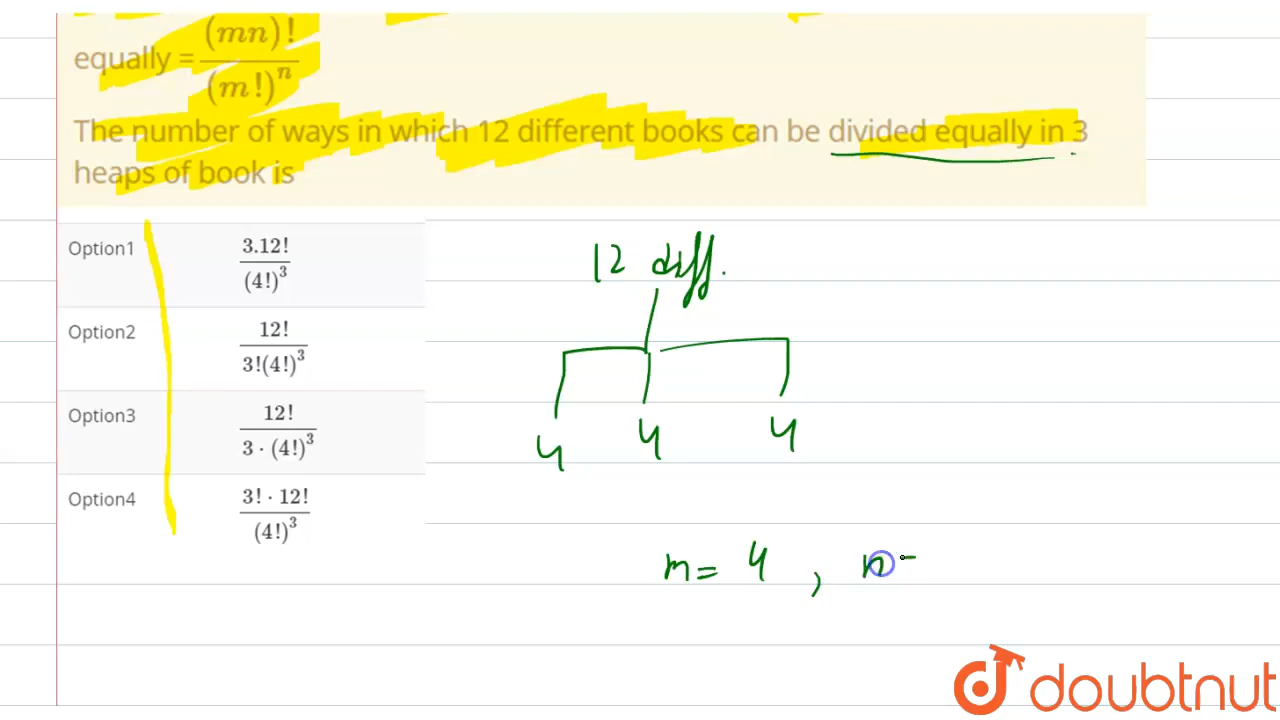 equally = (mn)!/(m!)^n
The number of ways in which 12 different books can be divided equally in 3
heaps of book is
Option1 3.12!/(4!)^3
Option2 12!/3!(4!)^3
Option3 12!/3·(4!)^3
Option4 3!·12!/(4!)^3
12 diff.
4 4 4
m = 4 , n =
doubtnut